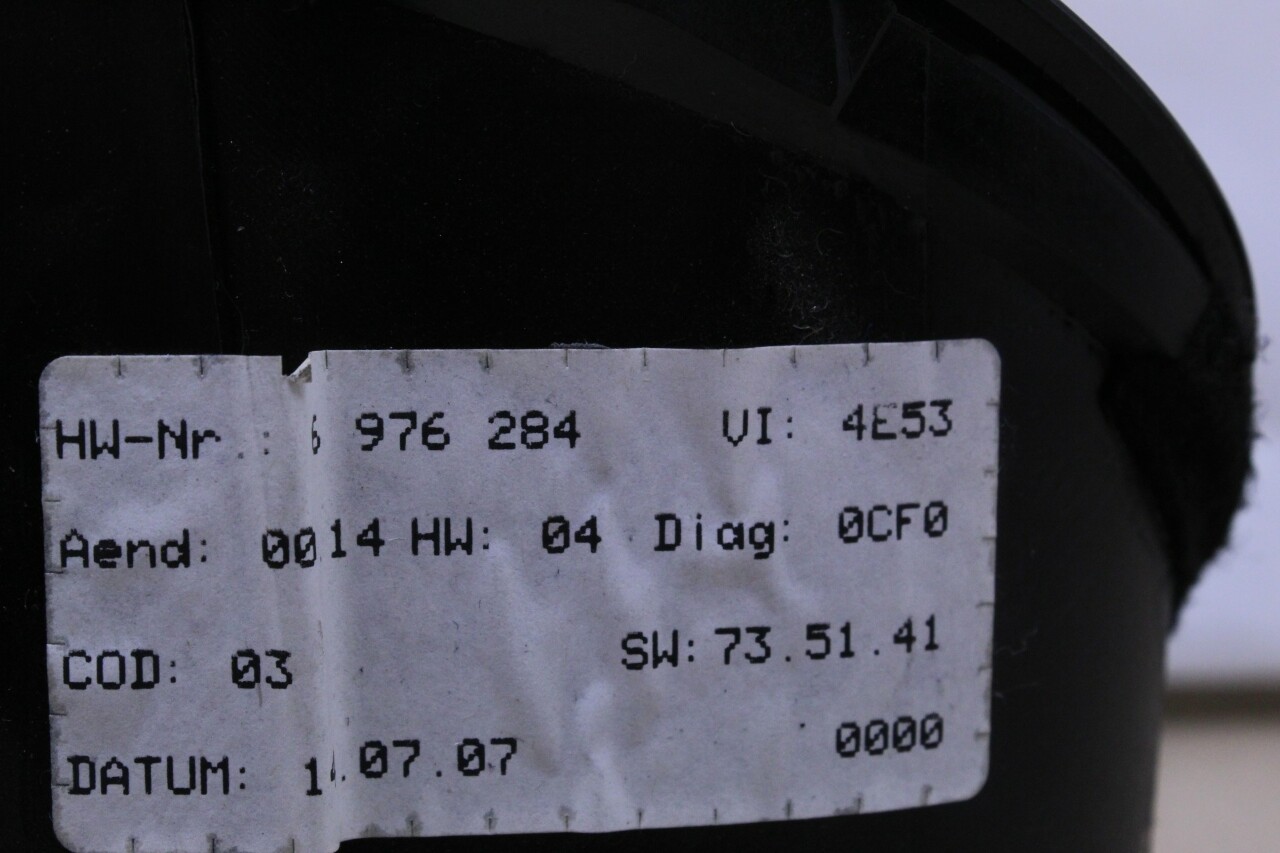 HW-Nr.: 6 976 284 VI: 4E53
Aend: 0014 HW: 04 Diag: 0CF0
COD: 03 SW: 73.51.41
DATUM: .07.07 0000